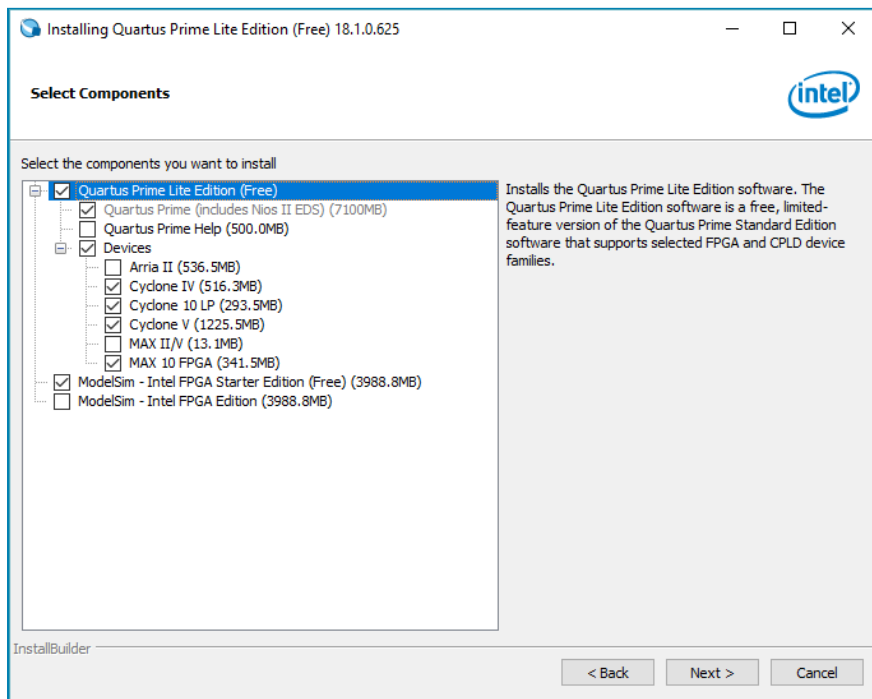 Installing Quartus Prime Lite Edition (Free) 18.1.0.625
Select Components
intel
Select the components you want to install
Quartus Prime Lite Edition (Free)
Quartus Prime (includes Nios II EDS) (7100MB)
Quartus Prime Help (500.0MB)
Devices
Arria II (536.5MB)
Cyclone IV (516.3MB)
Cyclone 10 LP (293.5MB)
Cyclone V (1225.5MB)
MAX II/V (13.1MB)
MAX 10 FPGA (341.5MB)
ModelSim - Intel FPGA Starter Edition (Free) (3988.8MB)
ModelSim - Intel FPGA Edition (3988.8MB)
Installs the Quartus Prime Lite Edition software. The
Quartus Prime Lite Edition software is a free, limited-
feature version of the Quartus Prime Standard Edition
software that supports selected FPGA and CPLD device
families.
InstallBuilder
< Back
Next >
Cancel